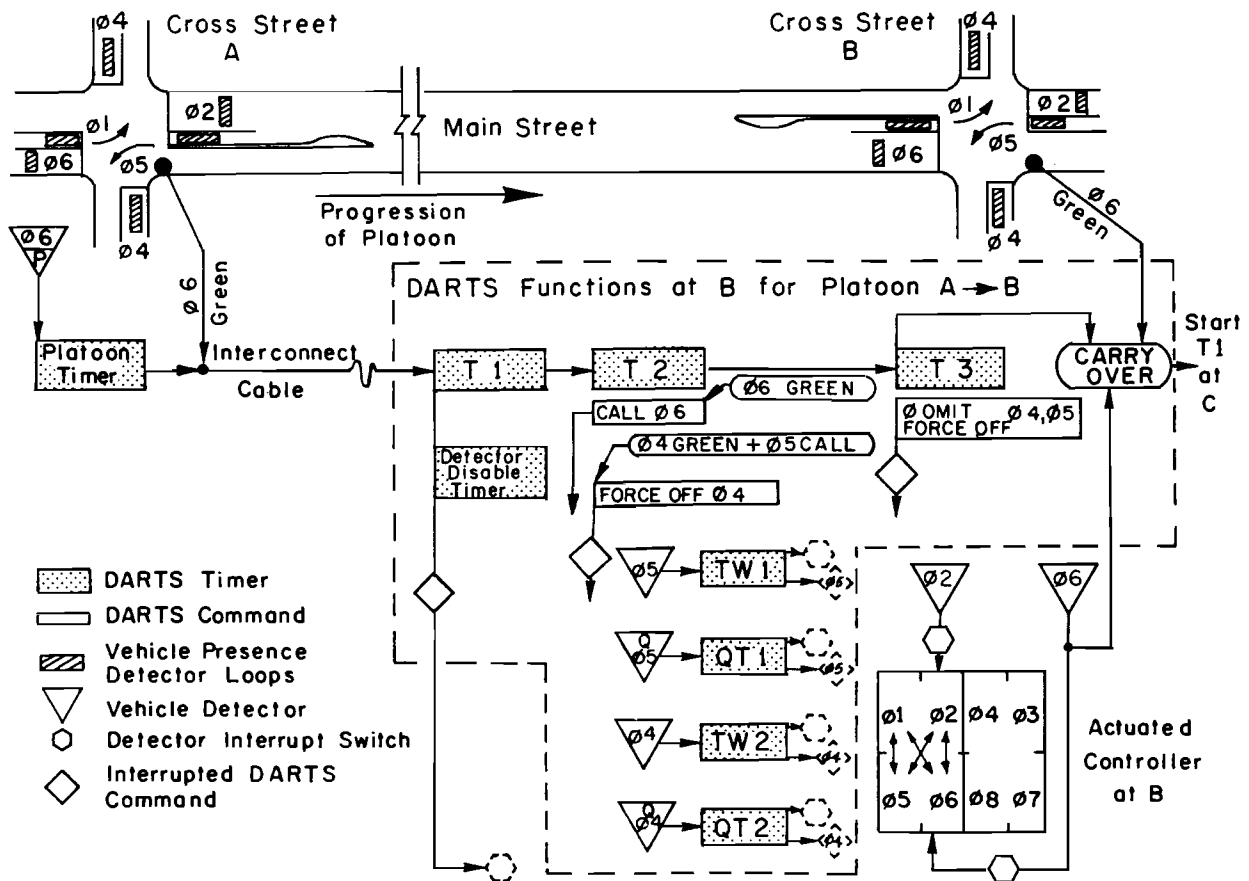 Ø4
Cross Street
A
Cross Street
B
Ø4
Ø2
Ø1
Main Street
Ø1
Ø2
Ø6
Ø5
Ø6
Ø5
Ø4
Progression
of Platoon
Ø4
Ø6
Green
Ø6
P
Ø6
Green
DARTS Functions at B for Platoon A → B
Platoon
Timer
Interconnect
Cable
T 1
T 2
T 3
CARRY
OVER
Start
T1
at
C
Ø6 GREEN
CALL Ø6
Ø OMIT
FORCE OFF Ø4,Ø5
Ø4 GREEN + Ø5 CALL
Detector
Disable
Timer
FORCE OFF Ø4
DARTS Timer
DARTS Command
Vehicle Presence
Detector Loops
Vehicle Detector
Detector Interrupt Switch
Interrupted DARTS
Command
Ø5
TW 1
Q
Ø5
QT 1
Ø5
Ø4
TW 2
Ø4
Q
Ø4
QT 2
Ø4
Ø2
Ø6
Ø1
Ø2
Ø4
Ø3
Ø5
Ø6
Ø8
Ø7
Actuated
Controller
at B